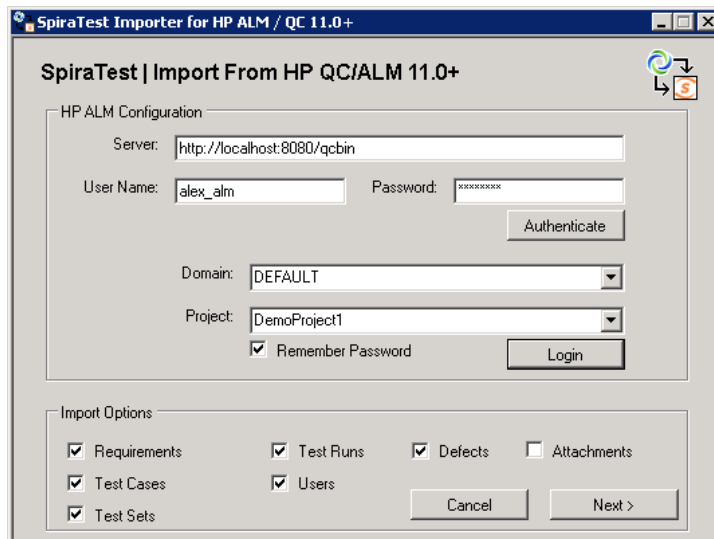 SpiraTest Importer for HP ALM / QC 11.0+
SpiraTest | Import From HP QC/ALM 11.0+
HP ALM Configuration
Server: http://localhost:8080/qcbin
User Name: alex_alm Password: ********
Authenticate
Domain: DEFAULT
Project: DemoProject1
Remember Password Login
Import Options
Requirements Test Runs Defects Attachments
Test Cases Users
Cancel Next >
Test Sets